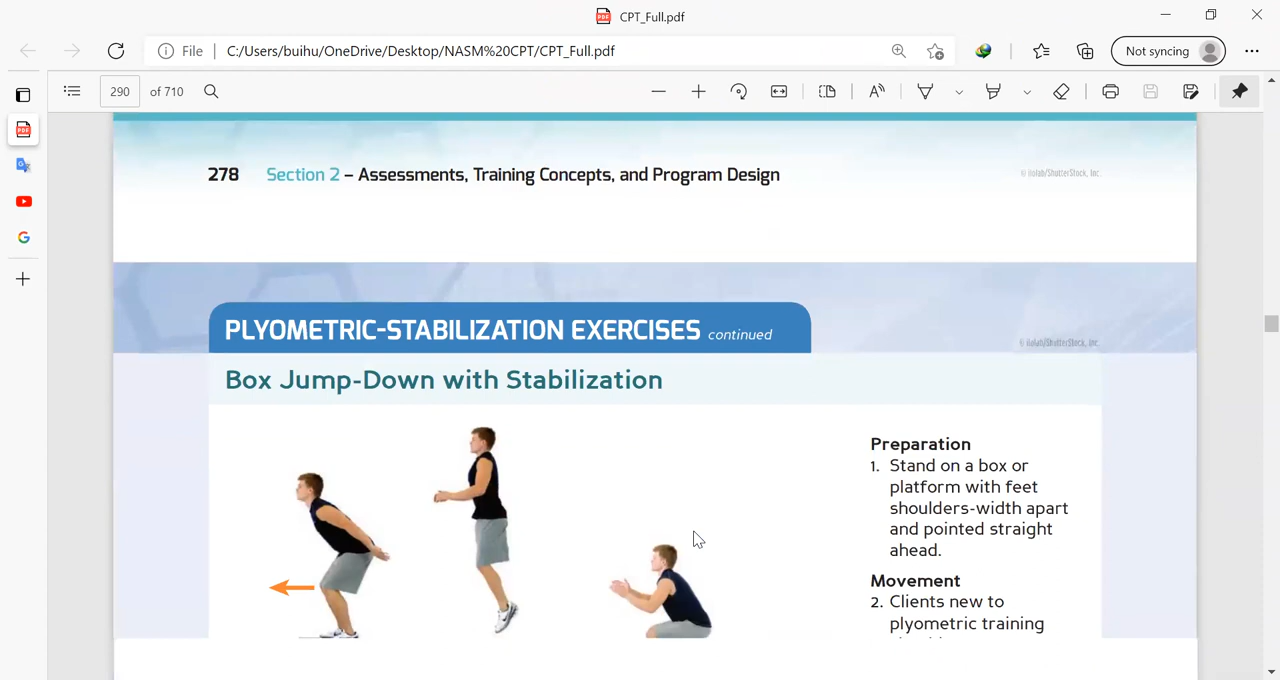 CPT_Full.pdf
File
C:/Users/buihu/OneDrive/Desktop/NASM%20CPT/CPT_Full.pdf
Not syncing
290 of 710
278 Section 2 – Assessments, Training Concepts, and Program Design
PLYOMETRIC-STABILIZATION EXERCISES continued
Box Jump-Down with Stabilization
Preparation
1. Stand on a box or
platform with feet
shoulders-width apart
and pointed straight
ahead.
Movement
2. Clients new to
plyometric training